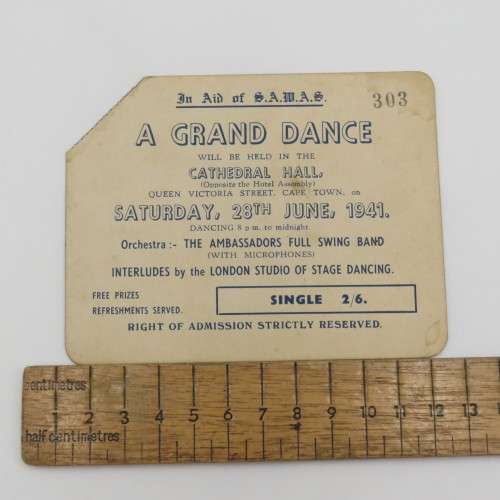 In Aid of S.A.W.A.S.
303
A GRAND DANCE
WILL BE HELD IN THE
CATHEDRAL HALL,
(Opposite the Hotel Assembly)
QUEEN VICTORIA STREET, CAPE TOWN, on
SATURDAY, 28TH JUNE, 1941.
DANCING 8 p.m. to midnight.
Orchestra :- THE AMBASSADORS FULL SWING BAND
(WITH MICROPHONES)
INTERLUDES by the LONDON STUDIO OF STAGE DANCING.
FREE PRIZES
REFRESHMENTS SERVED.
SINGLE 2/6.
RIGHT OF ADMISSION STRICTLY RESERVED.
centimetres
1 2 3 4 5 6 7 8 9 10 11 12 13
half centimetres